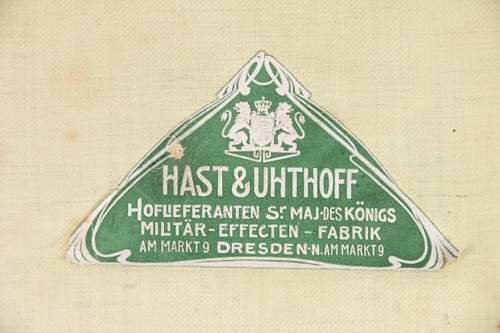 HAST & UHTHOFF
HOFLIEFERANTEN Sr MAJ·DES KÖNIGS
MILITÄR-EFFECTEN-FABRIK
AM MARKT 9 DRESDEN-N. AM MARKT 9